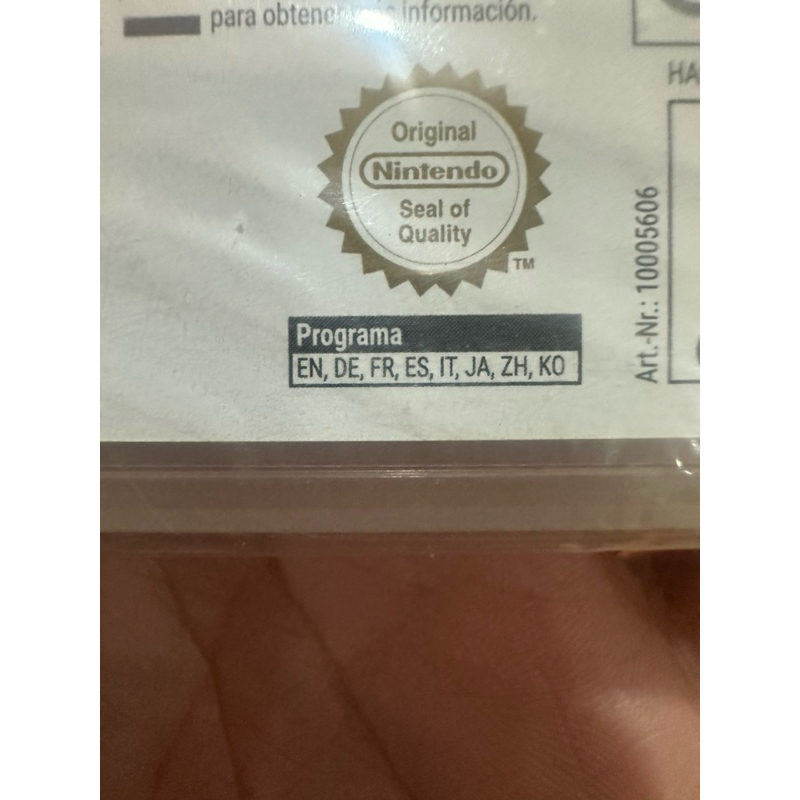 para obtener información.
Original
Nintendo
Seal of
Quality
TM
Programa
EN, DE, FR, ES, IT, JA, ZH, KO
HA
Art.-Nr.: 10005606